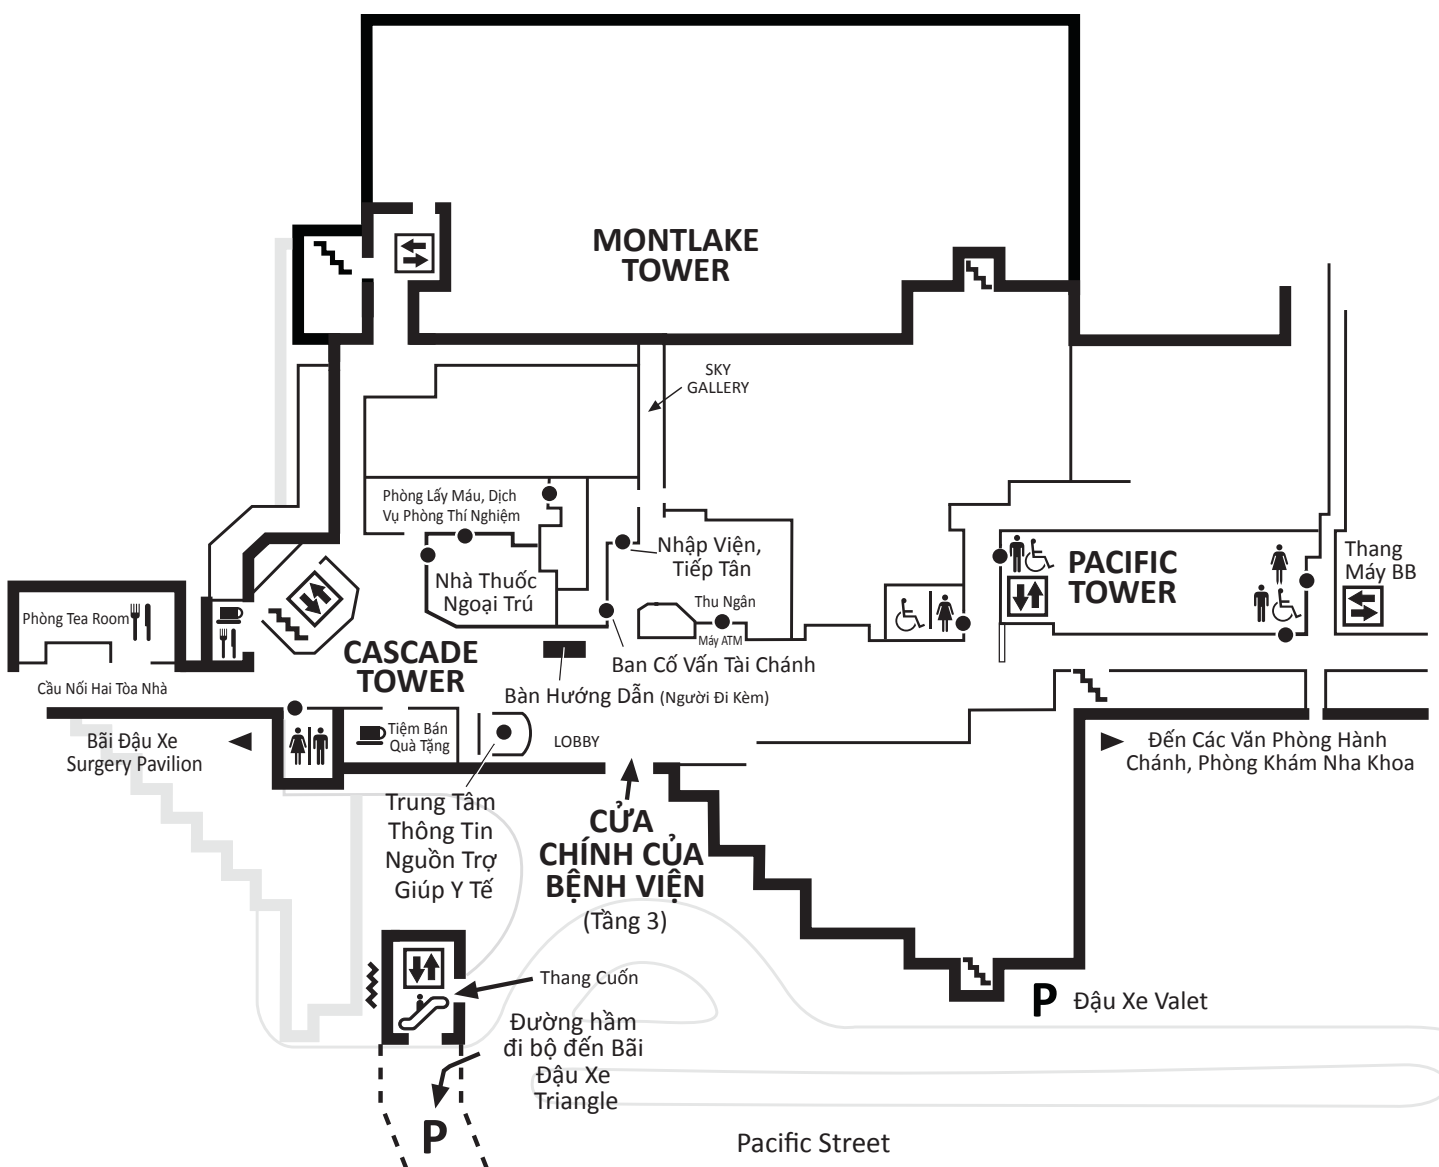 MONTLAKE
TOWER
SKY
GALLERY
Phòng Lấy Máu, Dịch
Vụ Phòng Thí Nghiệm
Nhập Viện,
Tiếp Tân
Nhà Thuốc
Ngoại Trú
PACIFIC
TOWER
Thang
Máy BB
Phòng Tea Room
Thu Ngân
Máy ATM
CASCADE
TOWER
Ban Cố Vấn Tài Chánh
Cầu Nối Hai Tòa Nhà
Bàn Hướng Dẫn (Người Đi Kèm)
Bãi Đậu Xe
Surgery Pavilion
Tiệm Bán
Quà Tặng
LOBBY
Đến Các Văn Phòng Hành
Chánh, Phòng Khám Nha Khoa
Trung Tâm
Thông Tin
Nguồn Trợ
Giúp Y Tế
CỬA
CHÍNH CỦA
BỆNH VIỆN
(Tầng 3)
Thang Cuốn
P Đậu Xe Valet
Đường hầm
đi bộ đến Bãi
Đậu Xe
Triangle
P
Pacific Street